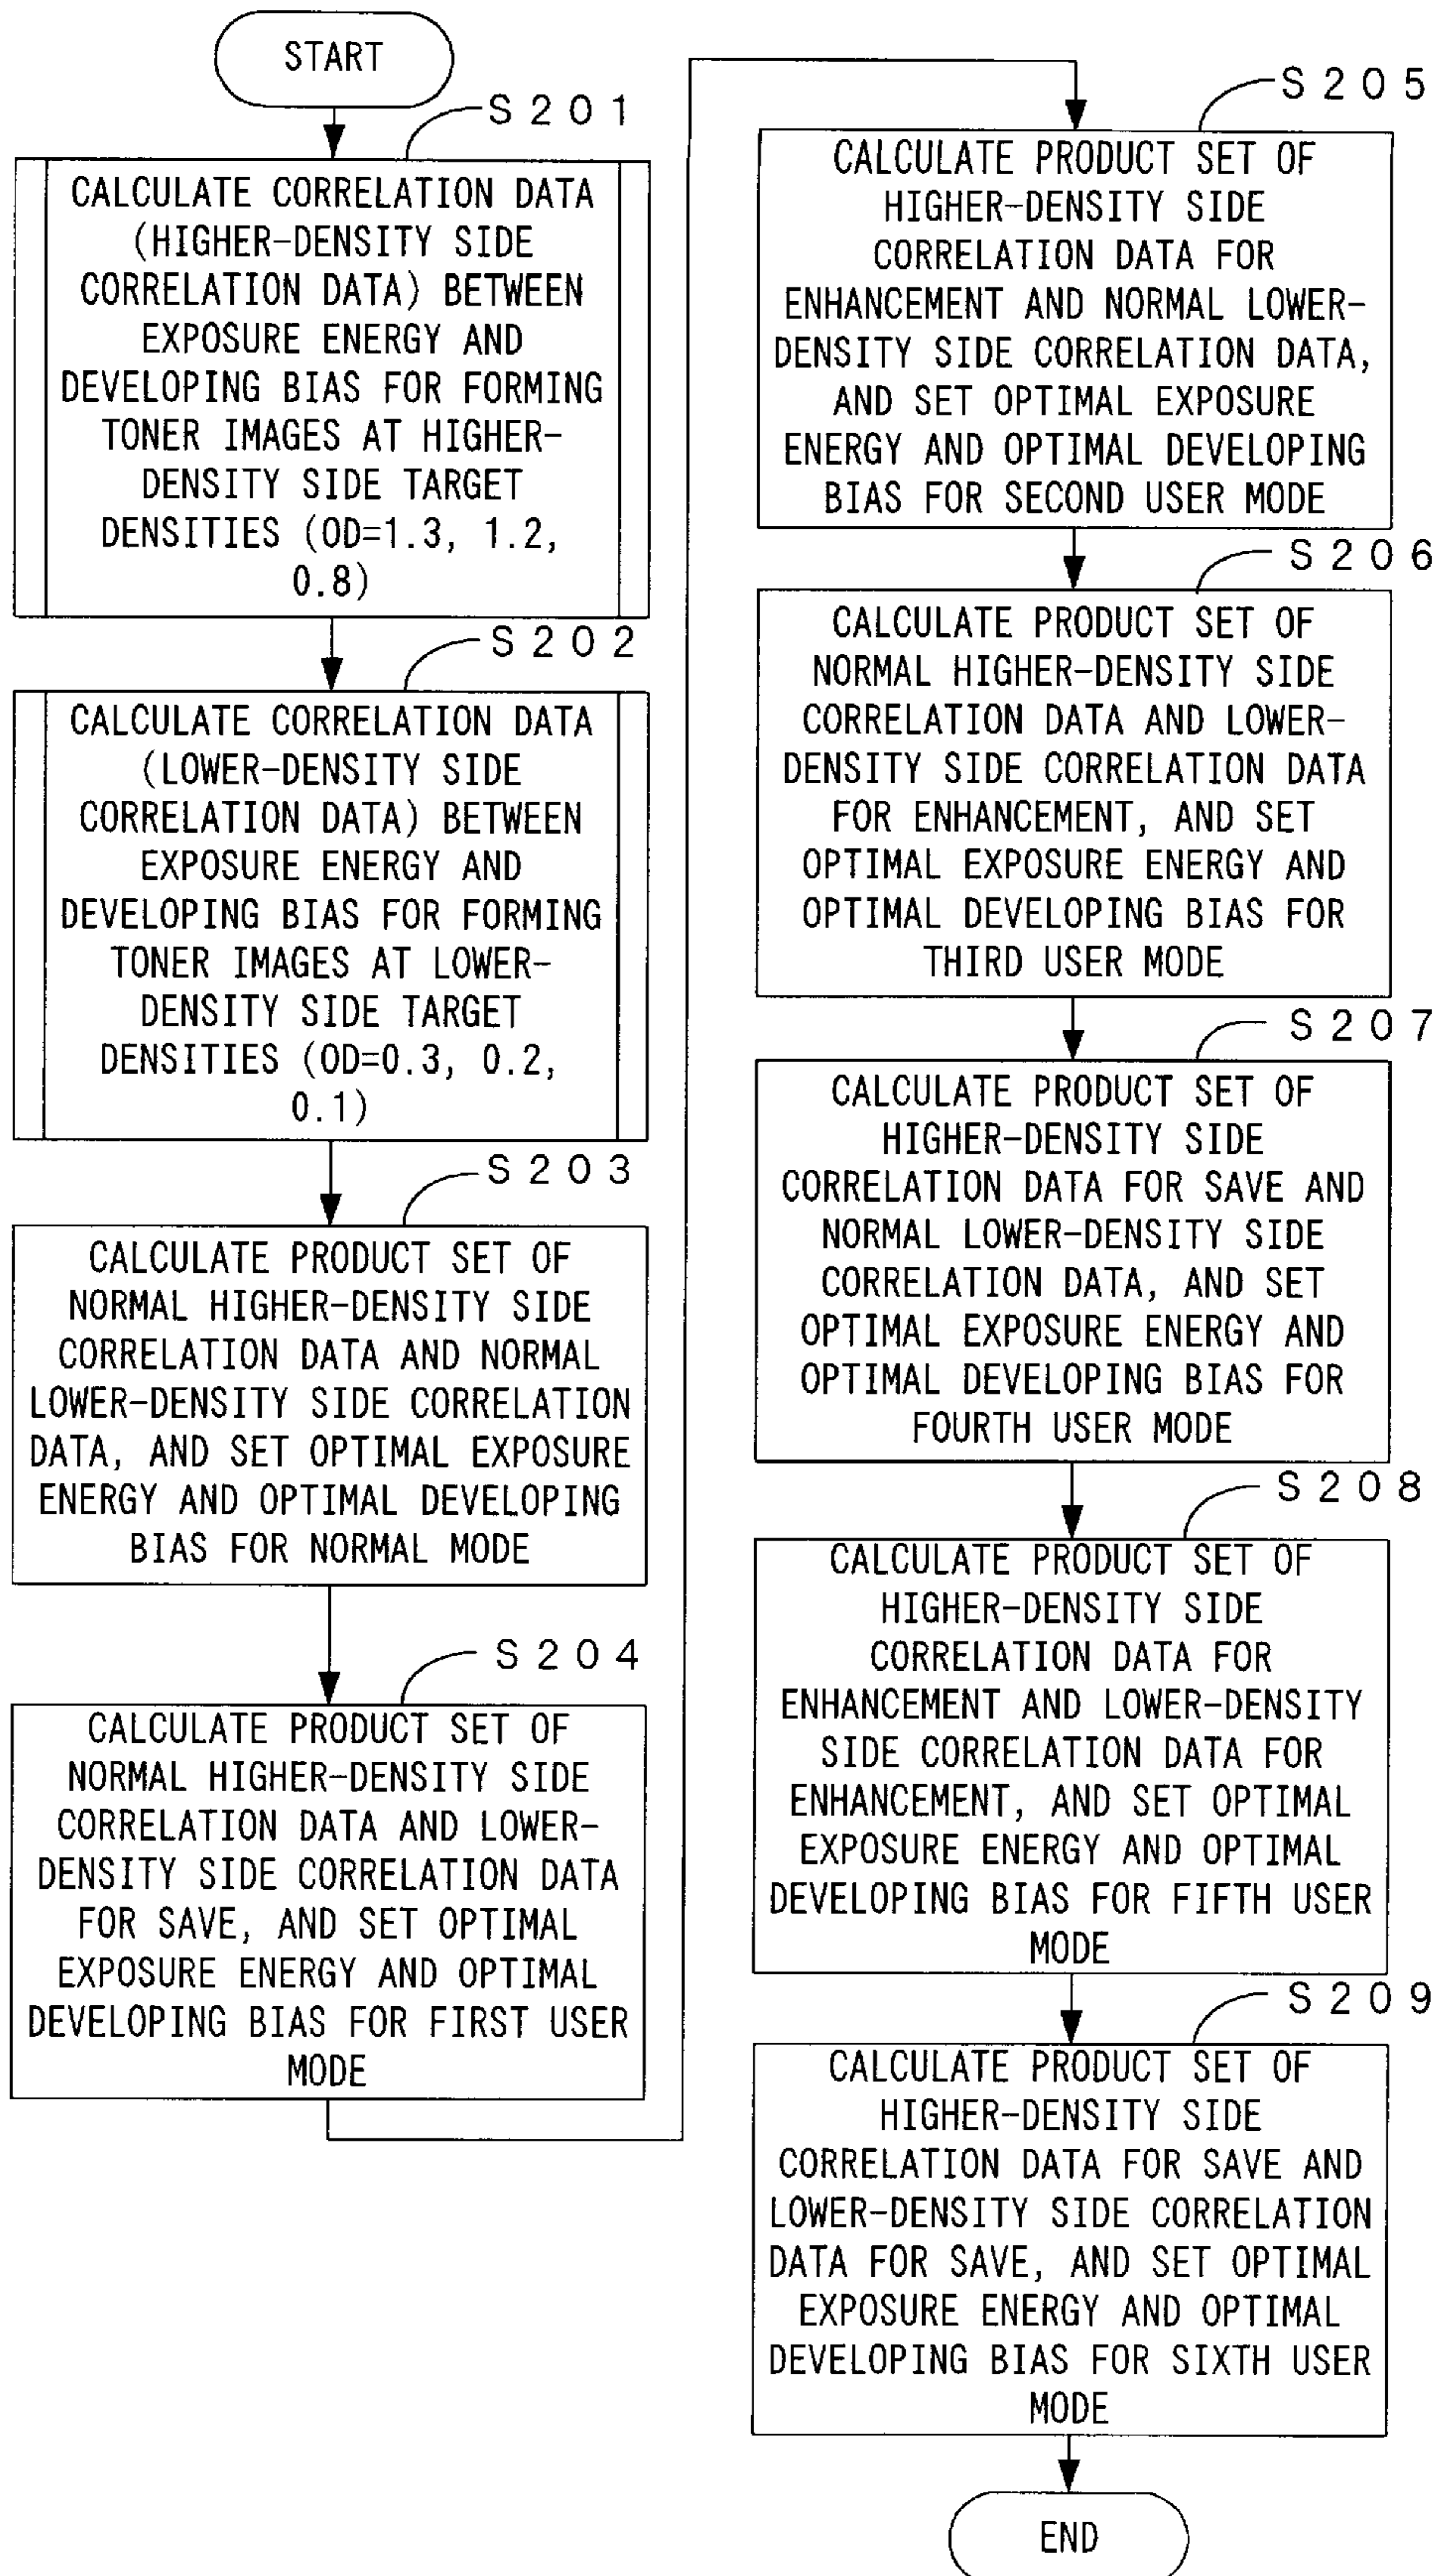 START
S201
CALCULATE CORRELATION DATA
(HIGHER-DENSITY SIDE
CORRELATION DATA) BETWEEN
EXPOSURE ENERGY AND
DEVELOPING BIAS FOR FORMING
TONER IMAGES AT HIGHER-
DENSITY SIDE TARGET
DENSITIES (OD=1.3, 1.2,
0.8)
S202
CALCULATE CORRELATION DATA
(LOWER-DENSITY SIDE
CORRELATION DATA) BETWEEN
EXPOSURE ENERGY AND
DEVELOPING BIAS FOR FORMING
TONER IMAGES AT LOWER-
DENSITY SIDE TARGET
DENSITIES (OD=0.3, 0.2,
0.1)
S203
CALCULATE PRODUCT SET OF
NORMAL HIGHER-DENSITY SIDE
CORRELATION DATA AND NORMAL
LOWER-DENSITY SIDE CORRELATION
DATA, AND SET OPTIMAL EXPOSURE
ENERGY AND OPTIMAL DEVELOPING
BIAS FOR NORMAL MODE
S204
CALCULATE PRODUCT SET OF
NORMAL HIGHER-DENSITY SIDE
CORRELATION DATA AND LOWER-
DENSITY SIDE CORRELATION DATA
FOR SAVE, AND SET OPTIMAL
EXPOSURE ENERGY AND OPTIMAL
DEVELOPING BIAS FOR FIRST USER
MODE
S205
CALCULATE PRODUCT SET OF
HIGHER-DENSITY SIDE
CORRELATION DATA FOR
ENHANCEMENT AND NORMAL LOWER-
DENSITY SIDE CORRELATION DATA,
AND SET OPTIMAL EXPOSURE
ENERGY AND OPTIMAL DEVELOPING
BIAS FOR SECOND USER MODE
S206
CALCULATE PRODUCT SET OF
NORMAL HIGHER-DENSITY SIDE
CORRELATION DATA AND LOWER-
DENSITY SIDE CORRELATION DATA
FOR ENHANCEMENT, AND SET
OPTIMAL EXPOSURE ENERGY AND
OPTIMAL DEVELOPING BIAS FOR
THIRD USER MODE
S207
CALCULATE PRODUCT SET OF
HIGHER-DENSITY SIDE
CORRELATION DATA FOR SAVE AND
NORMAL LOWER-DENSITY SIDE
CORRELATION DATA, AND SET
OPTIMAL EXPOSURE ENERGY AND
OPTIMAL DEVELOPING BIAS FOR
FOURTH USER MODE
S208
CALCULATE PRODUCT SET OF
HIGHER-DENSITY SIDE
CORRELATION DATA FOR
ENHANCEMENT AND LOWER-DENSITY
SIDE CORRELATION DATA FOR
ENHANCEMENT, AND SET OPTIMAL
EXPOSURE ENERGY AND OPTIMAL
DEVELOPING BIAS FOR FIFTH USER
MODE
S209
CALCULATE PRODUCT SET OF
HIGHER-DENSITY SIDE
CORRELATION DATA FOR SAVE AND
LOWER-DENSITY SIDE CORRELATION
DATA FOR SAVE, AND SET OPTIMAL
EXPOSURE ENERGY AND OPTIMAL
DEVELOPING BIAS FOR SIXTH USER
MODE
END